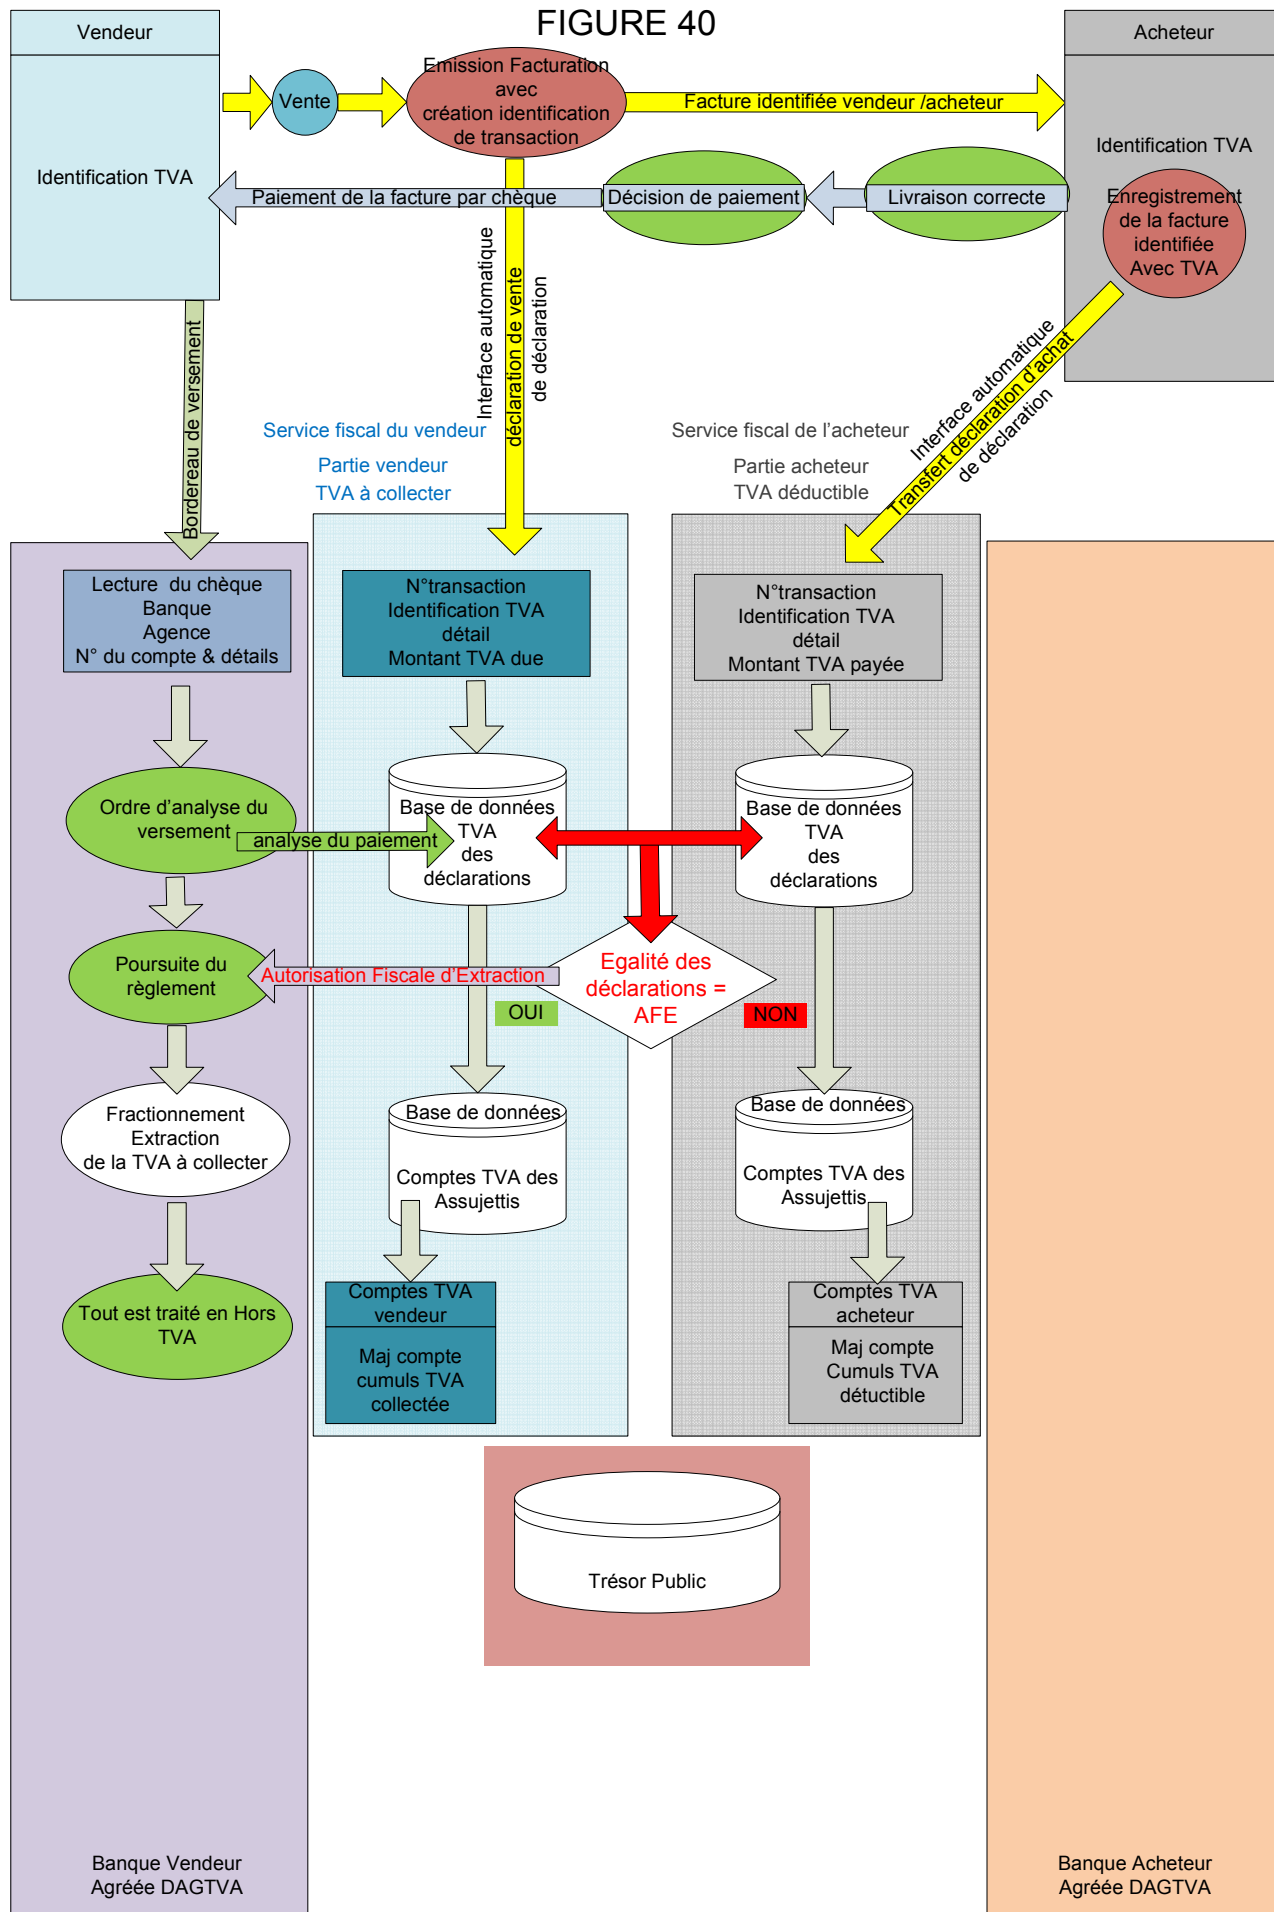 FIGURE 40
Vendeur
Identification TVA
Vente
Emission Facturation
avec
création identification
de transaction
Facture identifiée vendeur /acheteur
Acheteur
Identification TVA
Enregistrement
de la facture
identifiée
Avec TVA
Paiement de la facture par chèque
Décision de paiement
Livraison correcte
Bordereau de versement
Interface automatique
déclaration de vente
de déclaration
Interface automatique
Transfert déclaration d'achat
de déclaration
Service fiscal du vendeur
Partie vendeur
TVA à collecter
Service fiscal de l'acheteur
Partie acheteur
TVA déductible
Lecture du chèque
Banque
Agence
N° du compte & détails
N°transaction
Identification TVA
détail
Montant TVA due
N°transaction
Identification TVA
détail
Montant TVA payée
Ordre d'analyse du
versement
analyse du paiement
Base de données
TVA
des
déclarations
Base de données
TVA
des
déclarations
Poursuite du
règlement
Autorisation Fiscale d'Extraction
Egalité des
déclarations =
AFE
OUI
NON
Fractionnement
Extraction
de la TVA à collecter
Base de données
Comptes TVA des
Assujettis
Base de données
Comptes TVA des
Assujettis
Tout est traité en Hors
TVA
Comptes TVA
vendeur
Maj compte
cumuls TVA
collectée
Comptes TVA
acheteur
Maj compte
Cumuls TVA
détuctible
Trésor Public
Banque Vendeur
Agréée DAGTVA
Banque Acheteur
Agréée DAGTVA